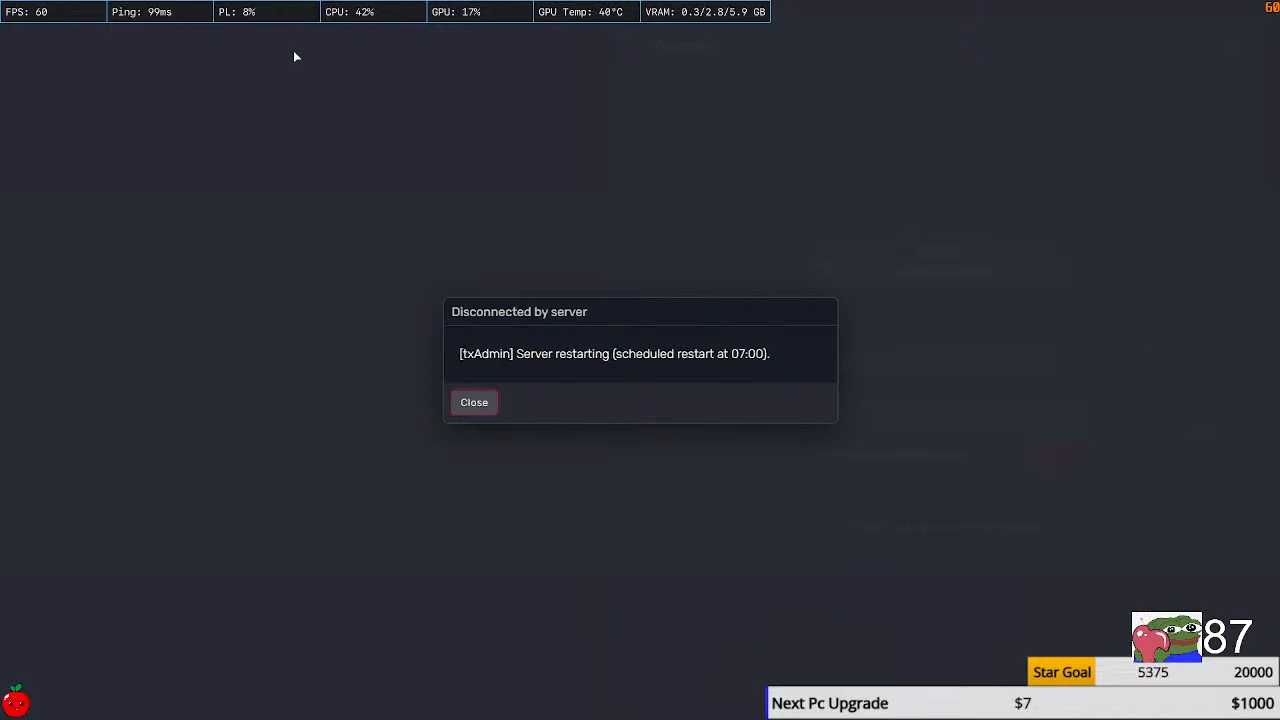 FPS: 60 Ping: 99ms PL: 8% CPU: 42% GPU: 17% GPU Temp: 40°C VRAM: 0.3/2.8/5.9 GB 60
Disconnected by server
[txAdmin] Server restarting (scheduled restart at 07:00).
Close
87
Star Goal 5375 20000
Next Pc Upgrade $7 $1000